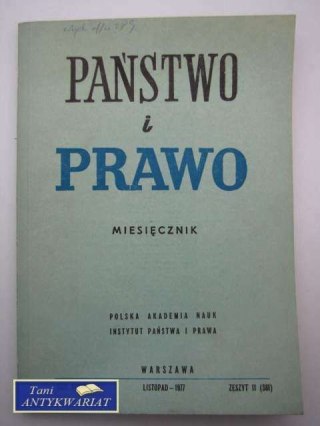 PAŃSTWO
i
PRAWO
MIESIĘCZNIK
POLSKA AKADEMIA NAUK
INSTYTUT PAŃSTWA I PRAWA
WARSZAWA
LISTOPAD—1977 ZESZYT 11 (381)
Tani
ANTYKWARIAT